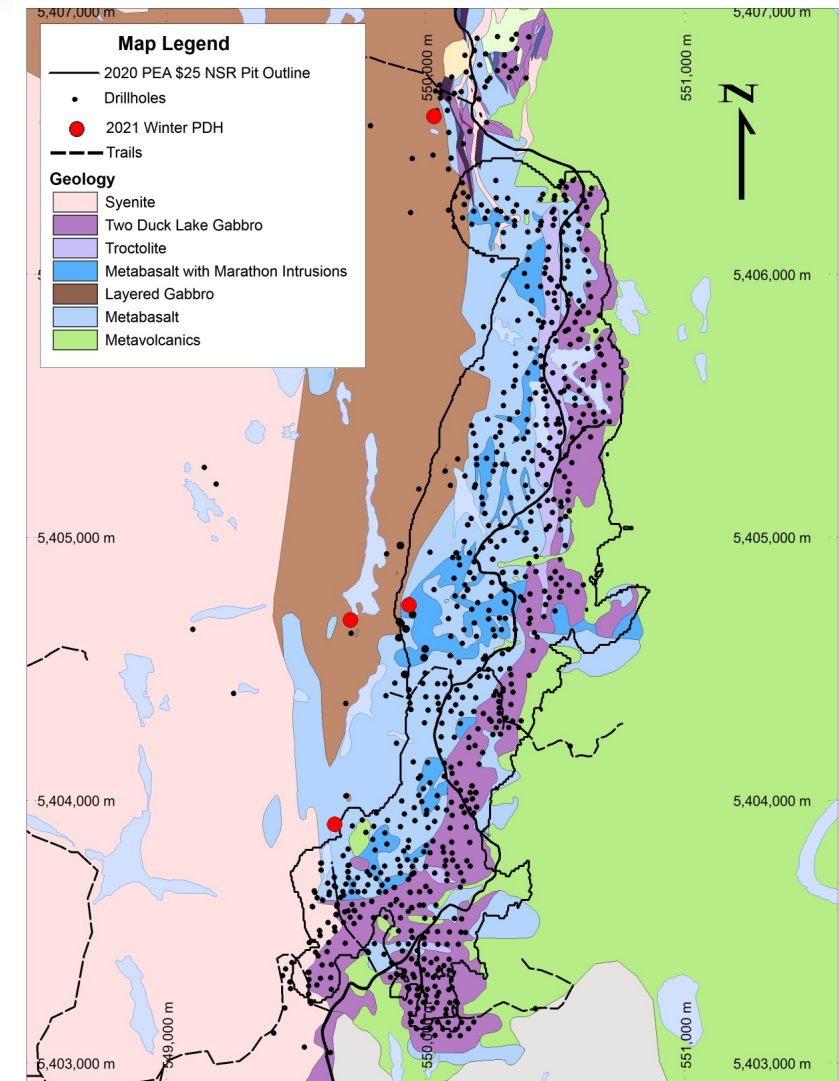 5,407,000 m
5,407,000 m
Map Legend
2020 PEA $25 NSR Pit Outline
Drillholes
2021 Winter PDH
Trails
Geology
Syenite
Two Duck Lake Gabbro
Troctolite
Metabasalt with Marathon Intrusions
Layered Gabbro
Metabasalt
Metavolcanics
550,000 m
551,000 m
N
5,406,000 m
5,405,000 m
5,405,000 m
5,404,000 m
5,404,000 m
549,000 m
550,000 m
551,000 m
5,403,000 m
5,403,000 m